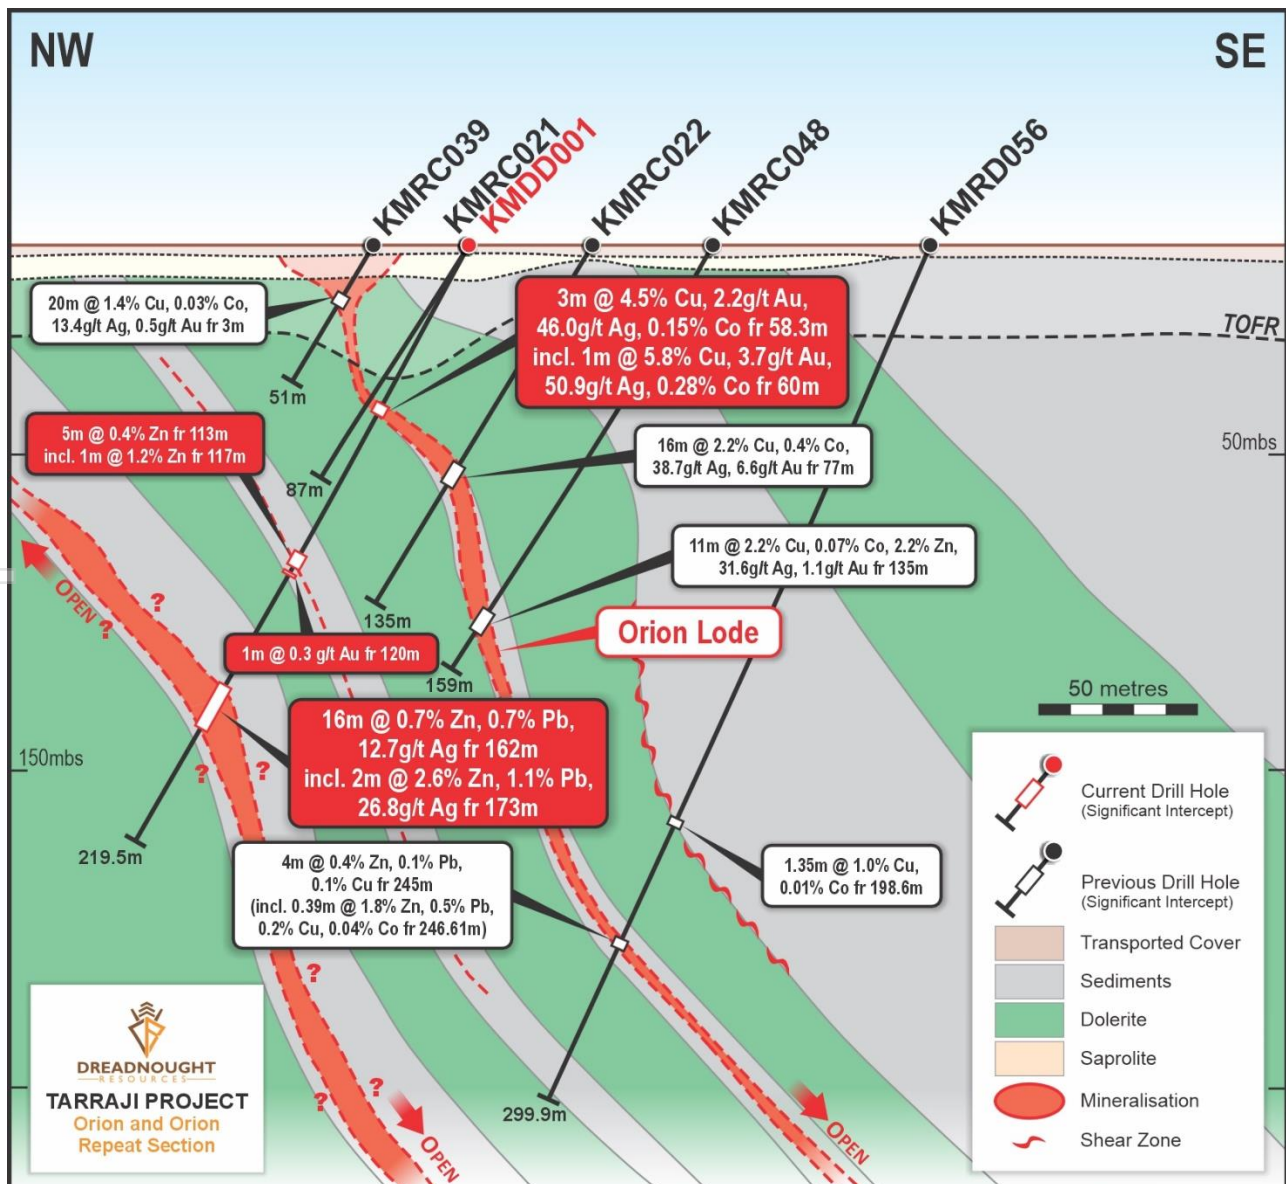 NW
SE
KMRC039
KMRC021
KMDD001
KMRC022
KMRC048
KMRD056
20m @ 1.4% Cu, 0.03% Co,
13.4g/t Ag, 0.5g/t Au fr 3m
3m @ 4.5% Cu, 2.2g/t Au,
46.0g/t Ag, 0.15% Co fr 58.3m
incl. 1m @ 5.8% Cu, 3.7g/t Au,
50.9g/t Ag, 0.28% Co fr 60m
TOFR
51m
5m @ 0.4% Zn fr 113m
incl. 1m @ 1.2% Zn fr 117m
16m @ 2.2% Cu, 0.4% Co,
38.7g/t Ag, 6.6g/t Au fr 77m
50mbs
87m
11m @ 2.2% Cu, 0.07% Co, 2.2% Zn,
31.6g/t Ag, 1.1g/t Au fr 135m
OPEN
?
?
135m
Orion Lode
1m @ 0.3 g/t Au fr 120m
159m
50 metres
16m @ 0.7% Zn, 0.7% Pb,
12.7g/t Ag fr 162m
incl. 2m @ 2.6% Zn, 1.1% Pb,
26.8g/t Ag fr 173m
150mbs
?
?
219.5m
4m @ 0.4% Zn, 0.1% Pb,
0.1% Cu fr 245m
(incl. 0.39m @ 1.8% Zn, 0.5% Pb,
0.2% Cu, 0.04% Co fr 246.61m)
1.35m @ 1.0% Cu,
0.01% Co fr 198.6m
?
?
?
OPEN
299.9m
OPEN
Current Drill Hole
(Significant Intercept)
Previous Drill Hole
(Significant Intercept)
Transported Cover
Sediments
Dolerite
Saprolite
Mineralisation
Shear Zone
DREADNOUGHT
RESOURCES
TARRAJI PROJECT
Orion and Orion
Repeat Section